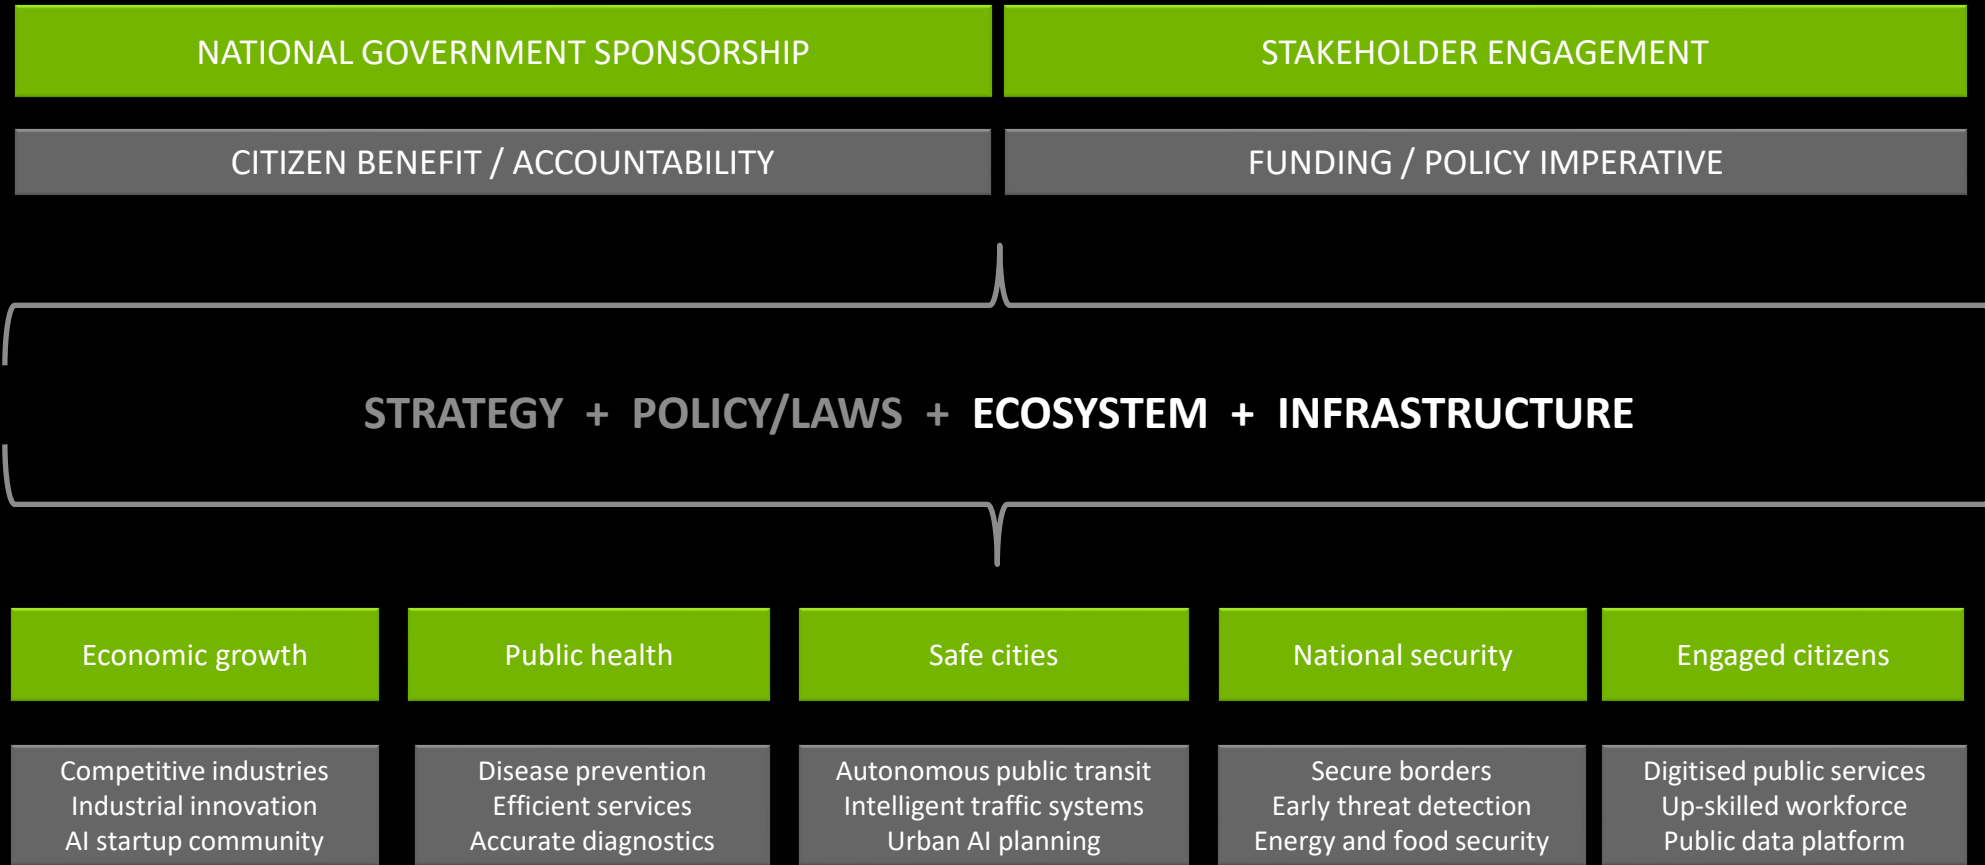 NATIONAL GOVERNMENT SPONSORSHIP
STAKEHOLDER ENGAGEMENT
CITIZEN BENEFIT / ACCOUNTABILITY
FUNDING / POLICY IMPERATIVE
STRATEGY + POLICY/LAWS + ECOSYSTEM + INFRASTRUCTURE
Economic growth
Public health
Safe cities
National security
Engaged citizens
Competitive industries
Industrial innovation
AI startup community
Disease prevention
Efficient services
Accurate diagnostics
Autonomous public transit
Intelligent traffic systems
Urban AI planning
Secure borders
Early threat detection
Energy and food security
Digitised public services
Up-skilled workforce
Public data platform